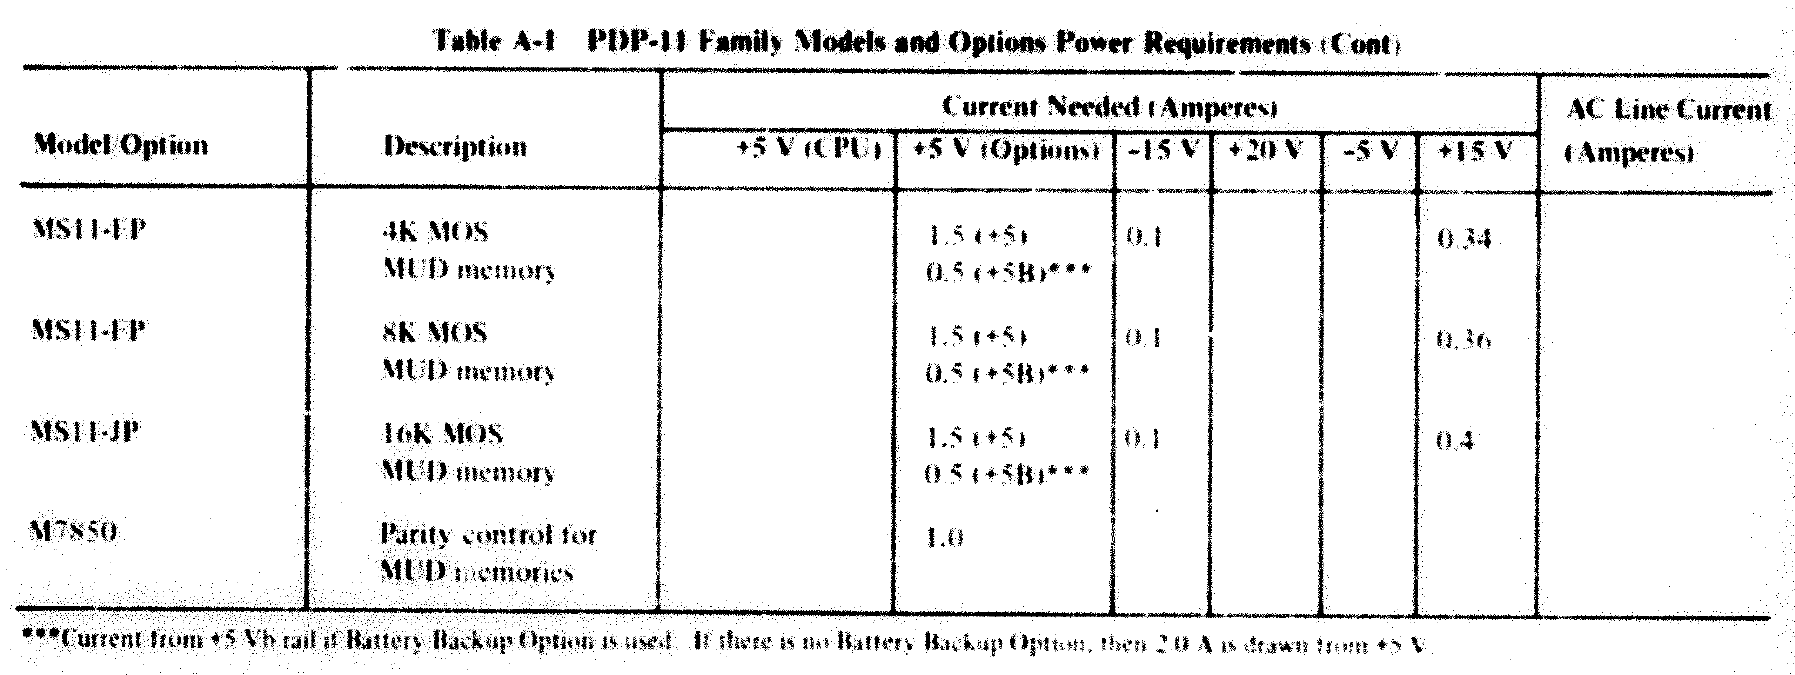 Table A-1 PDP-11 Family Models and Options Power Requirements (Cont)
Current Needed (Amperes) AC Line Current
Model/Option Description +5 V (CPU) +5 V (Options) -15 V +20 V -5 V +15 V (Amperes)
MS11-EP 4K MOS 1.5 (+5) 0.1 0.34
MUD memory 0.5 (+5B)***
MS11-FP 8K MOS 1.5 (+5) 0.1 0.36
MUD memory 0.5 (+5B)***
MS11-JP 16K MOS 1.5 (+5) 0.1 0.4
MUD memory 0.5 (+5B)***
M7850 Parity control for 1.0
MUD memories
***Current from +5 Vb rail if Battery Backup Option is used. If there is no Battery Backup Option, then 2.0 A is drawn from +5 V.